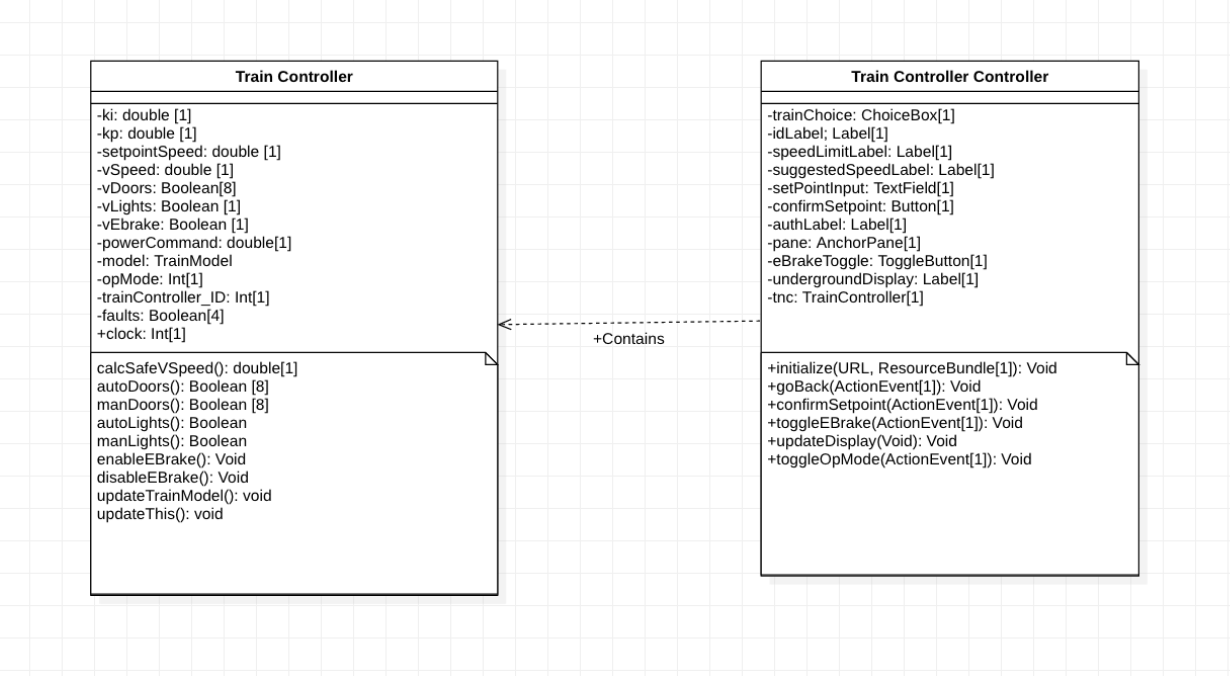 Train Controller
-ki: double [1]
-kp: double [1]
-setpointSpeed: double [1]
-vSpeed: double [1]
-vDoors: Boolean[8]
-vLights: Boolean [1]
-vEbrake: Boolean [1]
-powerCommand: double[1]
-model: TrainModel
-opMode: Int[1]
-trainController_ID: Int[1]
-faults: Boolean[4]
+clock: Int[1]
calcSafeVSpeed(): double[1]
autoDoors(): Boolean [8]
manDoors(): Boolean [8]
autoLights(): Boolean
manLights(): Boolean
enableEBrake(): Void
disableEBrake(): Void
updateTrainModel(): void
updateThis(): void
+Contains
Train Controller Controller
-trainChoice: ChoiceBox[1]
-idLabel; Label[1]
-speedLimitLabel: Label[1]
-suggestedSpeedLabel: Label[1]
-setPointInput: TextField[1]
-confirmSetpoint: Button[1]
-authLabel: Label[1]
-pane: AnchorPane[1]
-eBrakeToggle: ToggleButton[1]
-undergroundDisplay: Label[1]
-tnc: TrainController[1]
+initialize(URL, ResourceBundle[1]): Void
+goBack(ActionEvent[1]): Void
+confirmSetpoint(ActionEvent[1]): Void
+toggleEBrake(ActionEvent[1]): Void
+updateDisplay(Void): Void
+toggleOpMode(ActionEvent[1]): Void